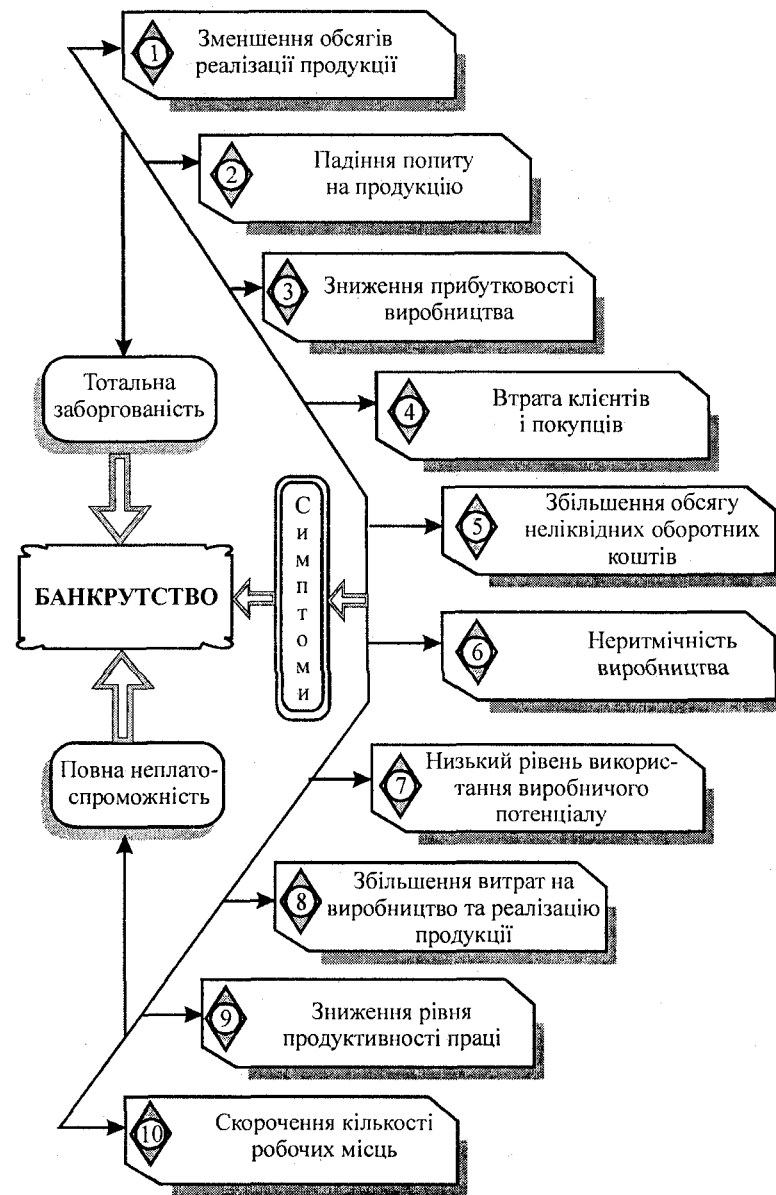 1
Зменшення обсягів
реалізації продукції
2
Падіння попиту
на продукцію
3
Зниження прибутковості
виробництва
Тотальна
заборгованість
4
Втрата клієнтів
і покупців
Симптоми
5
Збільшення обсягу
неліквідних оборотних
коштів
БАНКРУТСТВО
6
Неритмічність
виробництва
Повна неплато-
спроможність
7
Низький рівень викорис-
тання виробничого
потенціалу
8
Збільшення витрат на
виробництво та реалізацію
продукції
9
Зниження рівня
продуктивності праці
10
Скорочення кількості
робочих місць